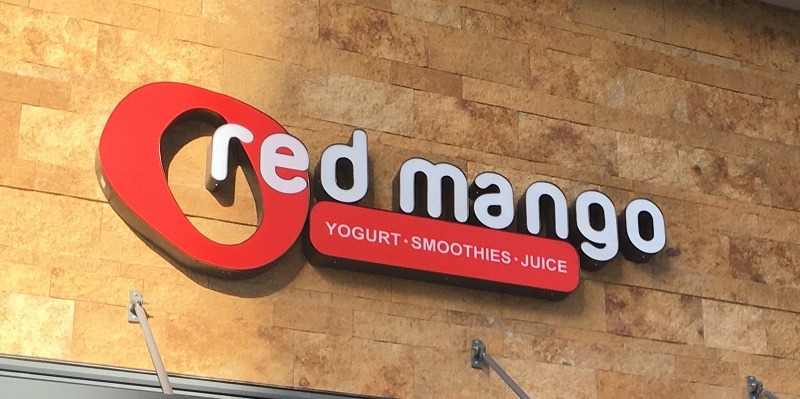 red mango
YOGURT · SMOOTHIES · JUICE